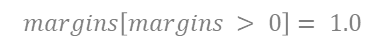 margins[margins > 0] = 1.0